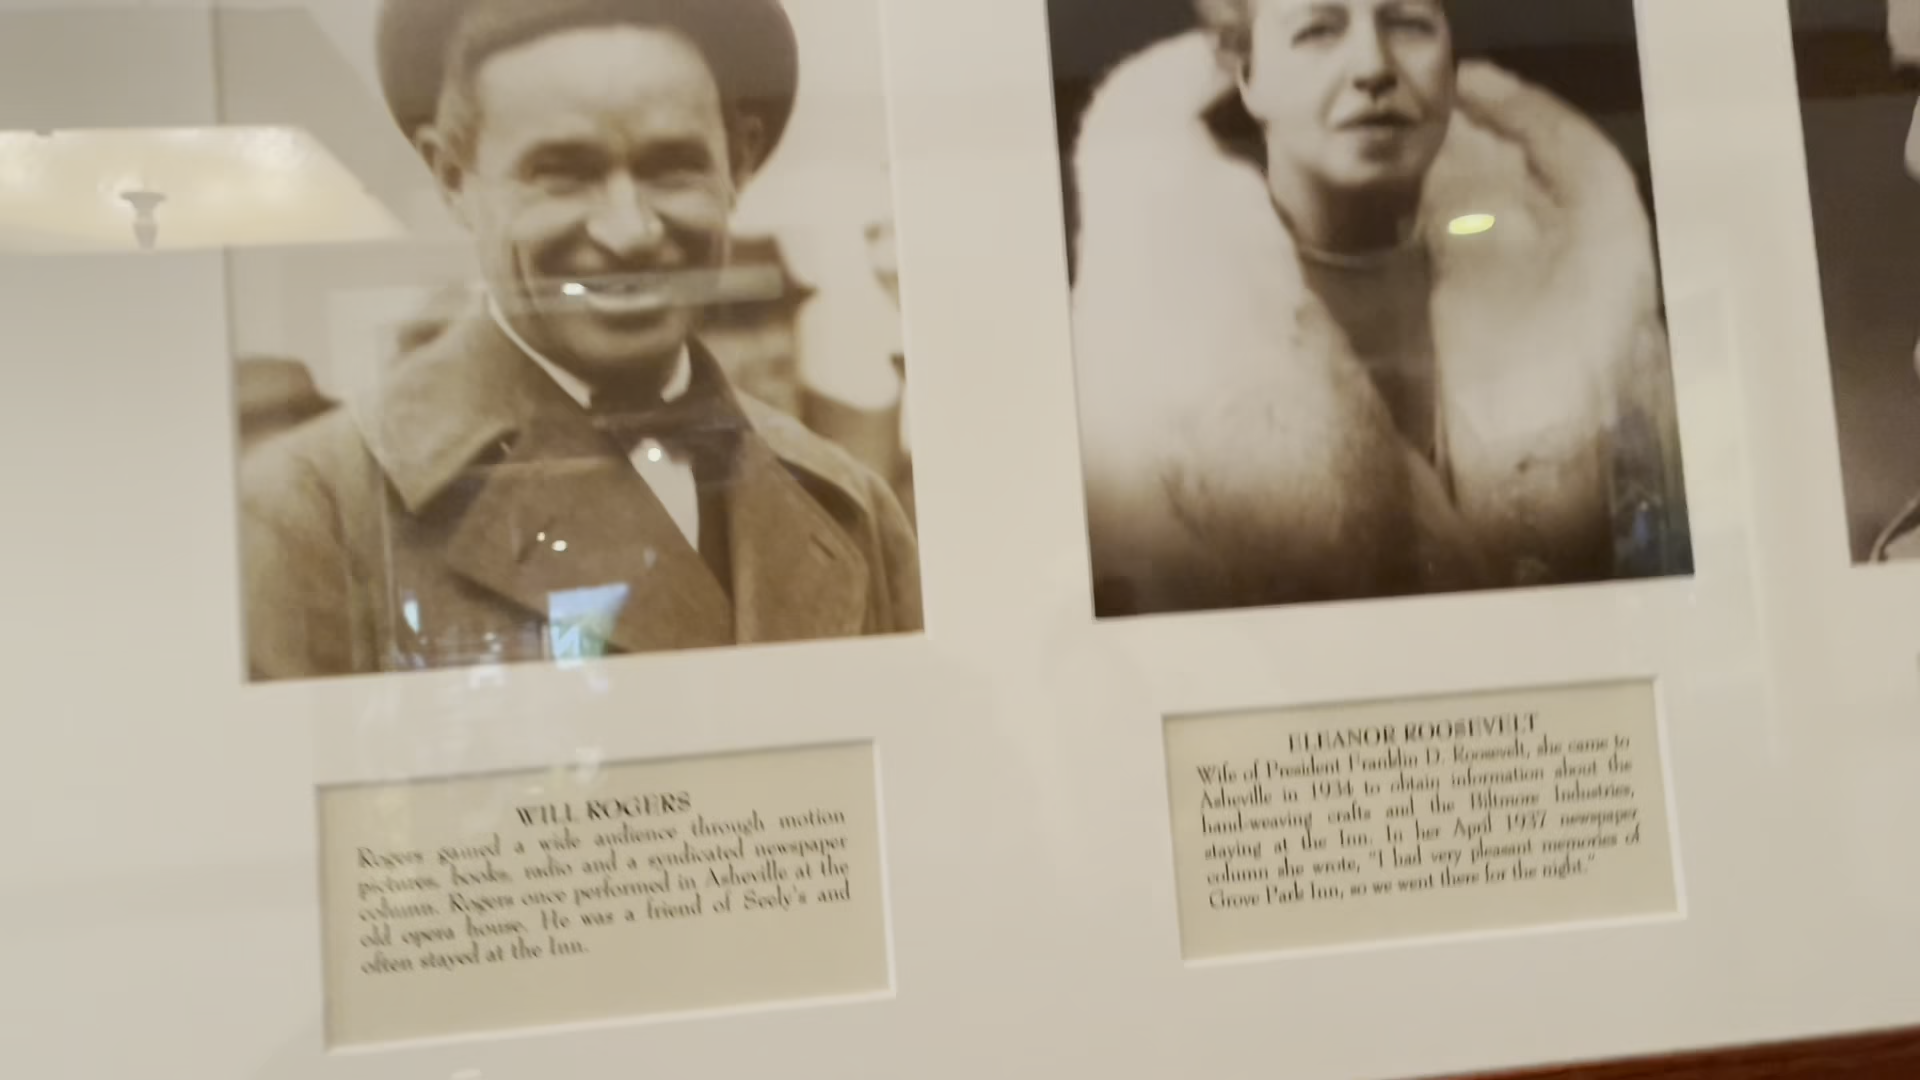 WILL ROGERS
Rogers gained a wide audience through motion
pictures, books, radio and a syndicated newspaper
column. Rogers once performed in Asheville at the
old opera house. He was a friend of Seely's and
often stayed at the Inn.
ELEANOR ROOSEVELT
Wife of President Franklin D. Roosevelt, she came to
Asheville in 1934 to obtain information about the
hand-weaving crafts and the Biltmore Industries,
staying at the Inn. In her April 1937 newspaper
column she wrote, "I had very pleasant memories of
Grove Park Inn, so we went there for the night."